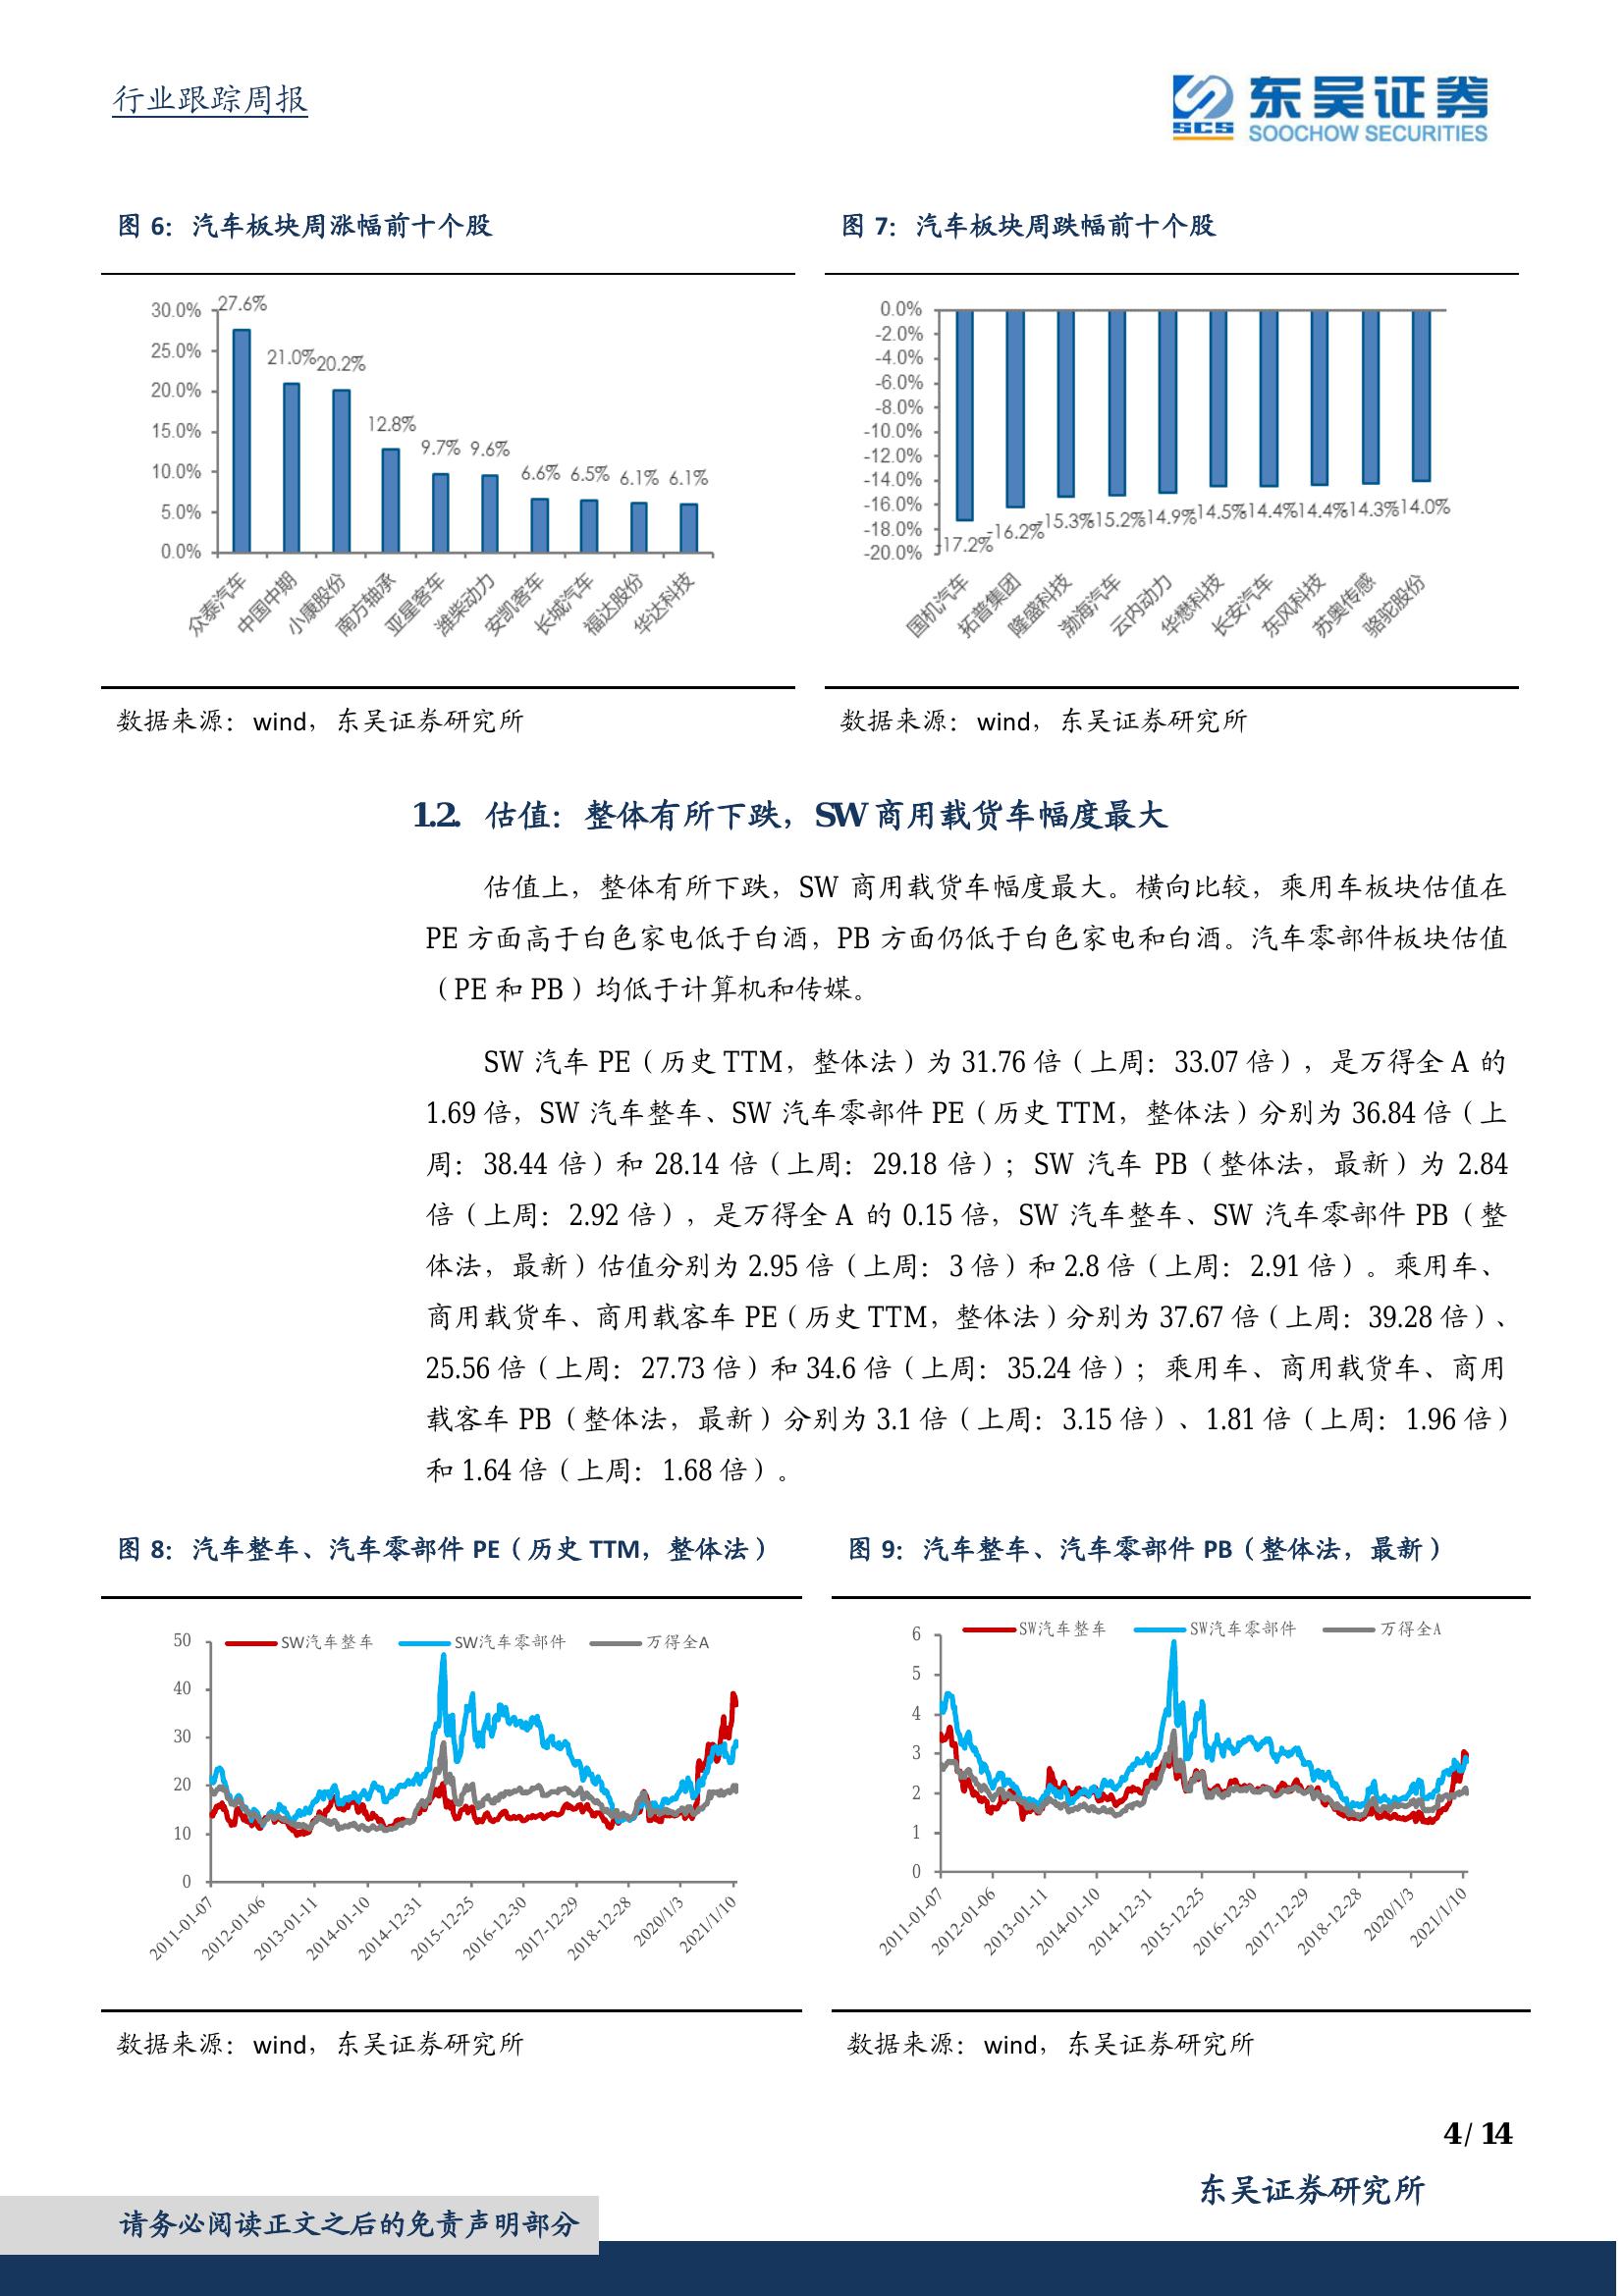 行业跟踪周报
SCS 东吴证券
SOOCHOW SECURITIES
图 6：汽车板块周涨幅前十个股
30.0%
25.0%
20.0%
15.0%
10.0%
5.0%
0.0%
27.6%
21.0%
20.2%
12.8%
9.7%
9.6%
6.6%
6.5%
6.1%
6.1%
众泰汽车
中国中期
小康股份
南方轴承
亚星客车
潍柴动力
安凯客车
长城汽车
福达股份
华达科技
数据来源：wind，东吴证券研究所
图 7：汽车板块周跌幅前十个股
0.0%
-2.0%
-4.0%
-6.0%
-8.0%
-10.0%
-12.0%
-14.0%
-16.0%
-18.0%
-20.0%
-17.2%
-16.2%
-15.3%
-15.2%
-14.9%
-14.5%
-14.4%
-14.4%
-14.3%
-14.0%
国机汽车
拓普集团
隆盛科技
渤海汽车
云内动力
华懋科技
长安汽车
东风科技
苏奥传感
骆驼股份
数据来源：wind，东吴证券研究所
1.2. 估值：整体有所下跌，SW 商用载货车幅度最大
估值上，整体有所下跌，SW 商用载货车幅度最大。横向比较，乘用车板块估值在
PE 方面高于白色家电低于白酒，PB 方面仍低于白色家电和白酒。汽车零部件板块估值
（PE 和 PB）均低于计算机和传媒。
SW 汽车 PE（历史 TTM，整体法）为 31.76 倍（上周：33.07 倍），是万得全 A 的
1.69 倍，SW 汽车整车、SW 汽车零部件 PE（历史 TTM，整体法）分别为 36.84 倍（上
周：38.44 倍）和 28.14 倍（上周：29.18 倍）；SW 汽车 PB（整体法，最新）为 2.84
倍（上周：2.92 倍），是万得全 A 的 0.15 倍，SW 汽车整车、SW 汽车零部件 PB（整
体法，最新）估值分别为 2.95 倍（上周：3 倍）和 2.8 倍（上周：2.91 倍）。乘用车、
商用载货车、商用载客车 PE（历史 TTM，整体法）分别为 37.67 倍（上周：39.28 倍）、
25.56 倍（上周：27.73 倍）和 34.6 倍（上周：35.24 倍）；乘用车、商用载货车、商用
载客车 PB（整体法，最新）分别为 3.1 倍（上周：3.15 倍）、1.81 倍（上周：1.96 倍）
和 1.64 倍（上周：1.68 倍）。
图 8：汽车整车、汽车零部件 PE（历史 TTM，整体法）
SW汽车整车 SW汽车零部件 万得全A
50
40
30
20
10
0
2011-01-07
2012-01-06
2013-01-11
2014-01-10
2014-12-31
2015-12-25
2016-12-30
2017-12-29
2018-12-28
2020/1/3
2021/1/10
数据来源：wind，东吴证券研究所
图 9：汽车整车、汽车零部件 PB（整体法，最新）
SW汽车整车 SW汽车零部件 万得全A
6
5
4
3
2
1
0
2011-01-07
2012-01-06
2013-01-11
2014-01-10
2014-12-31
2015-12-25
2016-12-30
2017-12-29
2018-12-28
2020/1/3
2021/1/10
数据来源：wind，东吴证券研究所
4 / 14
东吴证券研究所
请务必阅读正文之后的免责声明部分